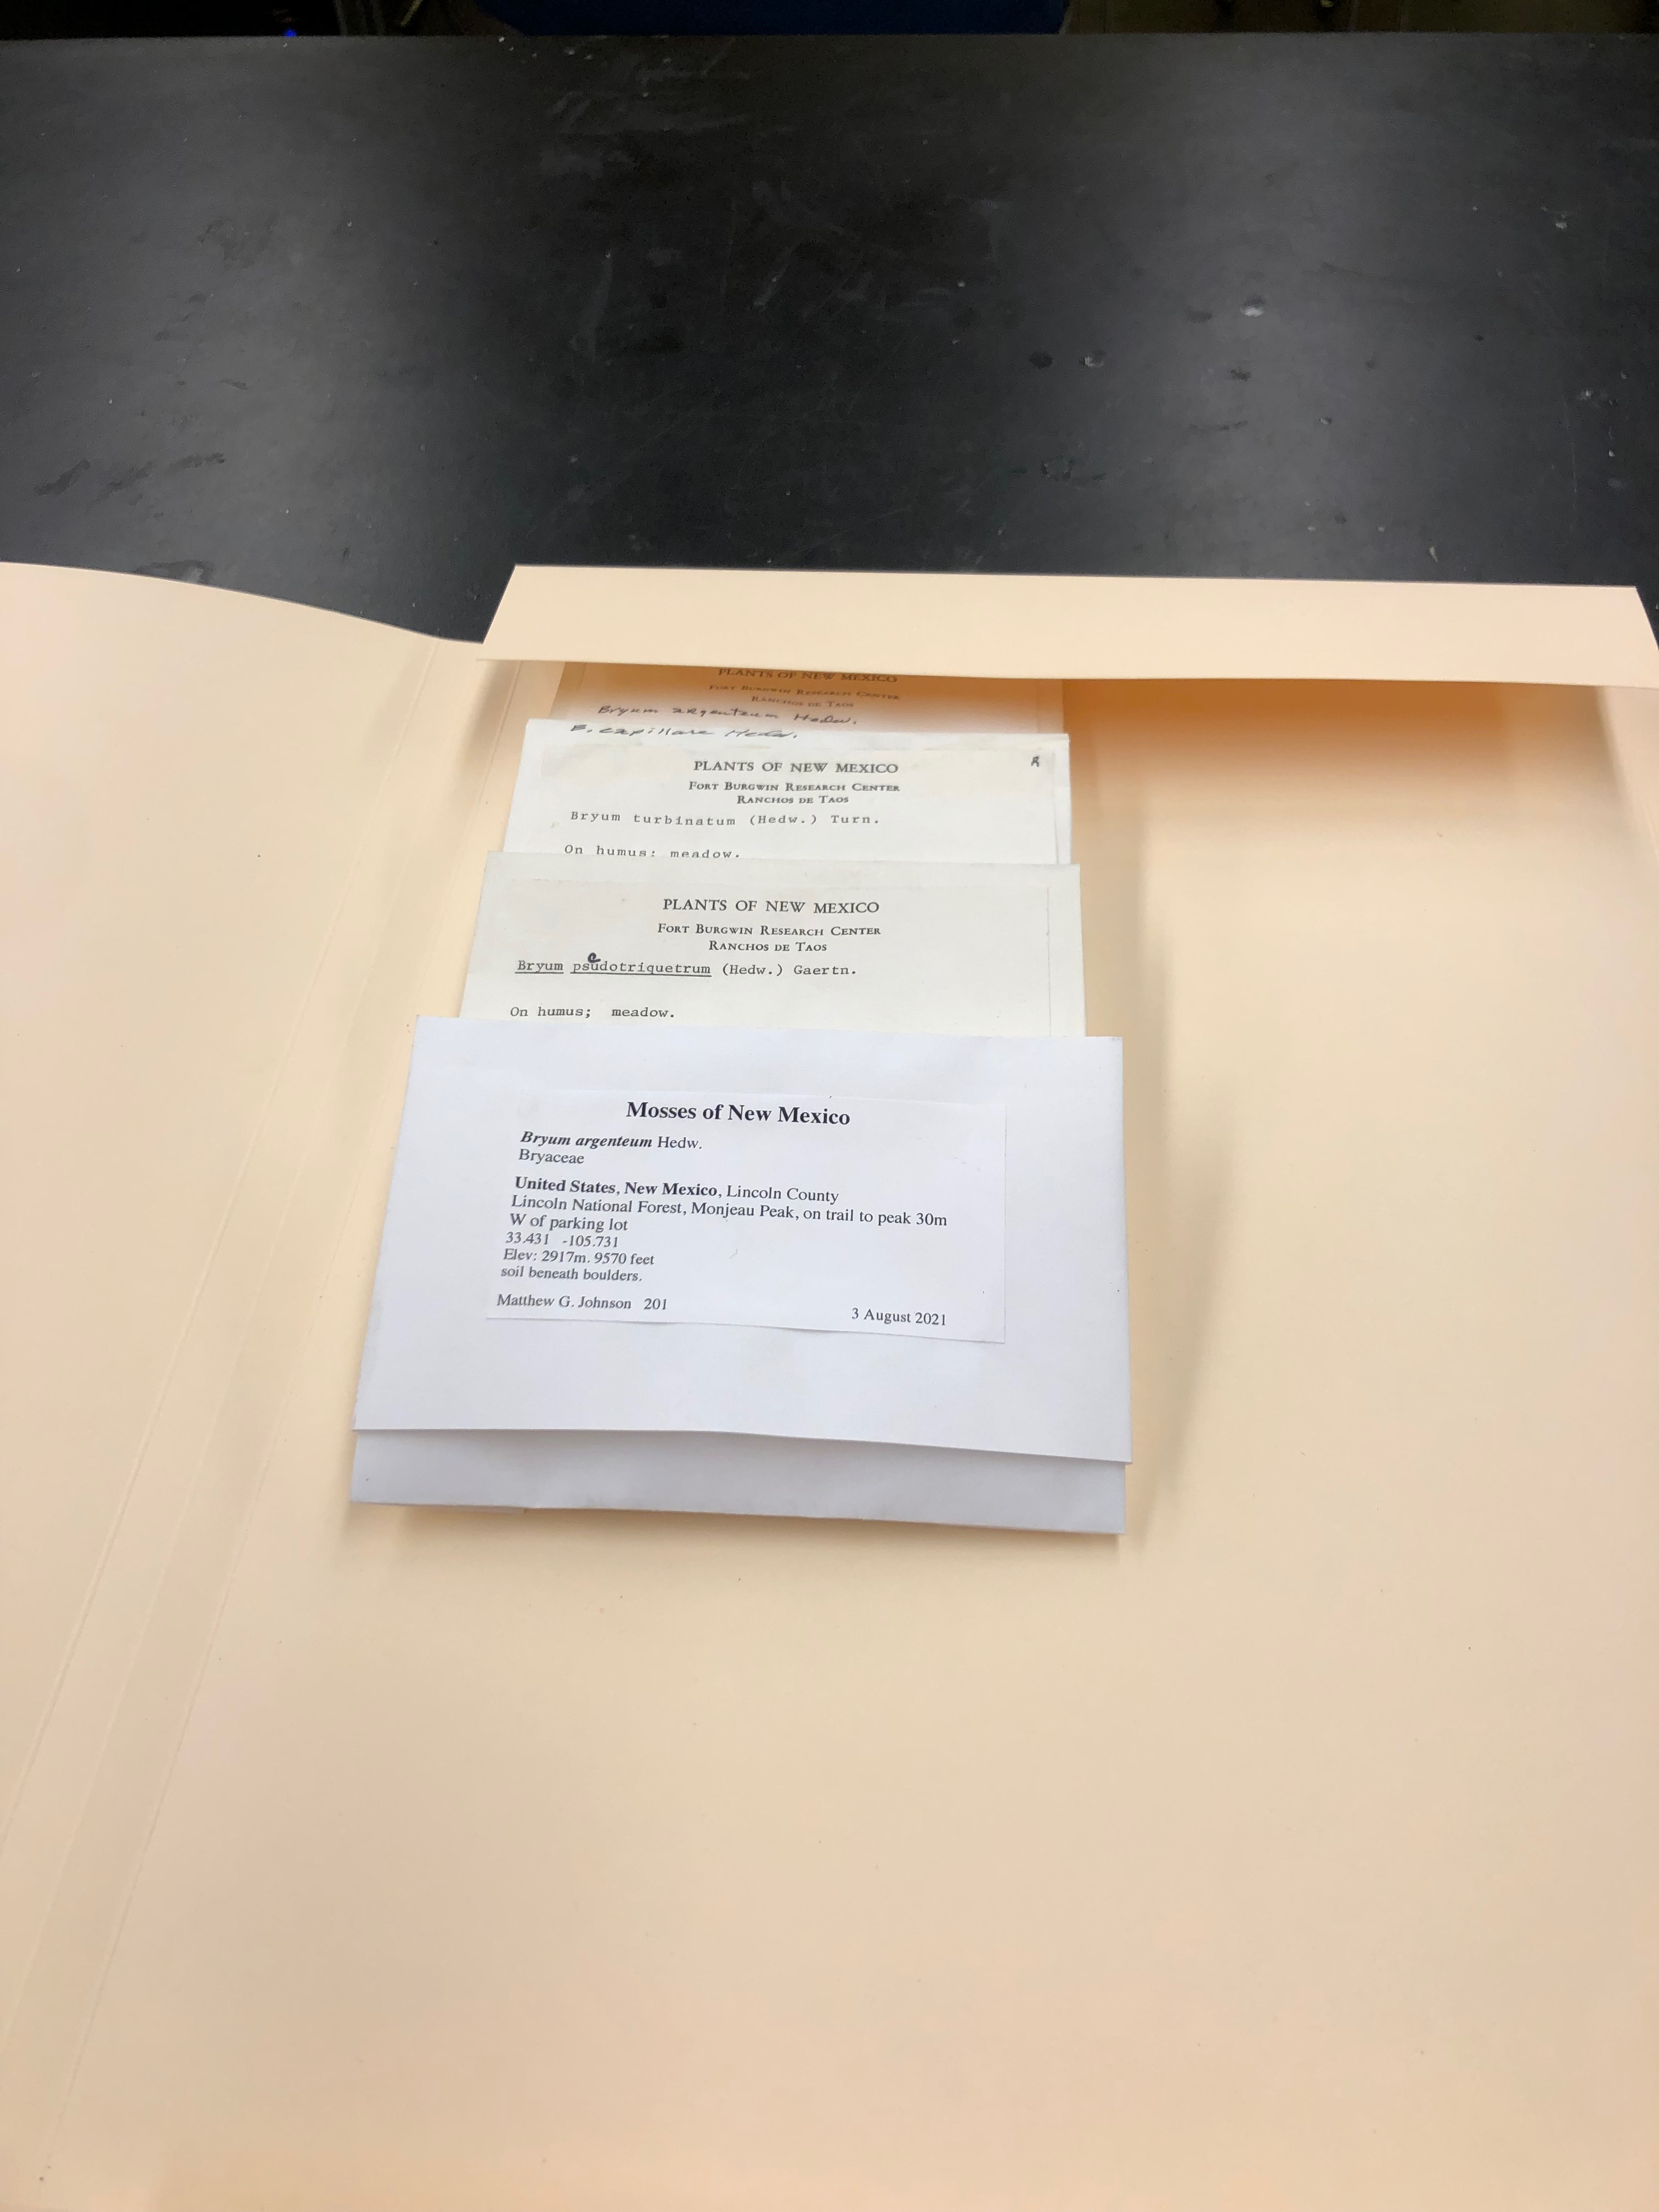 PLANTS OF NEW MEXICO
FORT BURGWIN RESEARCH CENTER
RANCHOS DE TAOS
Bryum argenteum Hedw.
B. capillare Hedw.
R
PLANTS OF NEW MEXICO
FORT BURGWIN RESEARCH CENTER
RANCHOS DE TAOS
Bryum turbinatum (Hedw.) Turn.
On humus: meadow.
PLANTS OF NEW MEXICO
FORT BURGWIN RESEARCH CENTER
RANCHOS DE TAOS
Bryum pseudotriquetrum (Hedw.) Gaertn.
On humus; meadow.
Mosses of New Mexico
Bryum argenteum Hedw.
Bryaceae
United States, New Mexico, Lincoln County
Lincoln National Forest, Monjeau Peak, on trail to peak 30m
W of parking lot
33.431 -105.731
Elev: 2917m. 9570 feet
soil beneath boulders.
Matthew G. Johnson 201
3 August 2021